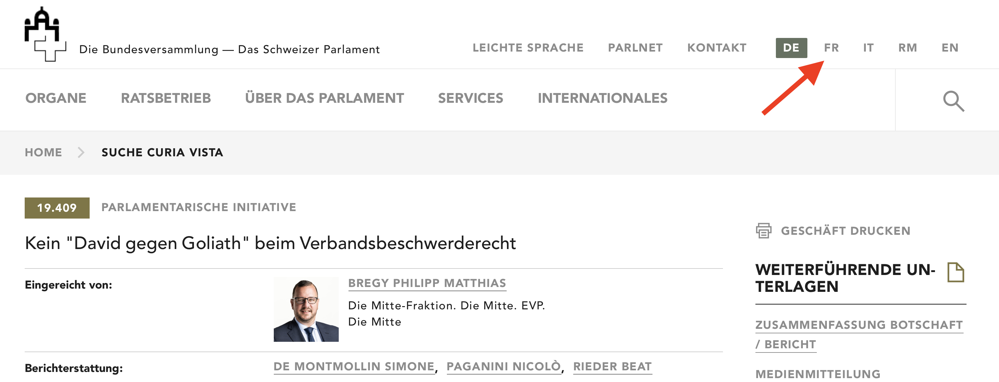 Die Bundesversammlung — Das Schweizer Parlament
LEICHTE SPRACHE PARLNET KONTAKT DE FR IT RM EN
ORGANE RATSBETRIEB ÜBER DAS PARLAMENT SERVICES INTERNATIONALES
HOME SUCHE CURIA VISTA
19.409 PARLAMENTARISCHE INITIATIVE
Kein "David gegen Goliath" beim Verbandsbeschwerderecht
Eingereicht von:
BREGY PHILIPP MATTHIAS
Die Mitte-Fraktion. Die Mitte. EVP.
Die Mitte
Berichterstattung:
DE MONTMOLLIN SIMONE, PAGANINI NICOLÒ, RIEDER BEAT
GESCHÄFT DRUCKEN
WEITERFÜHRENDE UN-
TERLAGEN
ZUSAMMENFASSUNG BOTSCHAFT
/ BERICHT
MEDIENMITTEILUNG